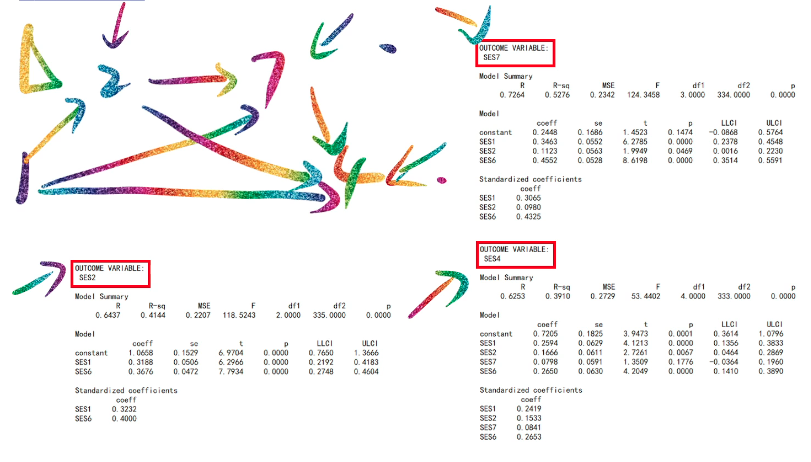 1
2
7
4
OUTCOME VARIABLE:
SES7
Model Summary
R R-sq MSE F df1 df2 p
0.7264 0.5276 0.2342 124.3458 3.0000 334.0000 0.0000
Model
coeff se t p LLCI ULCI
constant 0.2448 0.1686 1.4523 0.1474 -0.0868 0.5764
SES1 0.3463 0.0552 6.2785 0.0000 0.2378 0.4548
SES2 0.1123 0.0563 1.9949 0.0469 0.0016 0.2230
SES6 0.4552 0.0528 8.6198 0.0000 0.3514 0.5591
Standardized coefficients
coeff
SES1 0.3065
SES2 0.0980
SES6 0.4325
OUTCOME VARIABLE:
SES2
Model Summary
R R-sq MSE F df1 df2 p
0.6437 0.4144 0.2207 118.5243 2.0000 335.0000 0.0000
Model
coeff se t p LLCI ULCI
constant 1.0658 0.1529 6.9704 0.0000 0.7650 1.3666
SES1 0.3188 0.0506 6.2966 0.0000 0.2192 0.4183
SES6 0.3676 0.0472 7.7934 0.0000 0.2748 0.4604
Standardized coefficients
coeff
SES1 0.3232
SES6 0.4000
OUTCOME VARIABLE:
SES4
Model Summary
R R-sq MSE F df1 df2 p
0.6253 0.3910 0.2729 53.4402 4.0000 333.0000 0.0000
Model
coeff se t p LLCI ULCI
constant 0.7205 0.1825 3.9473 0.0001 0.3614 1.0796
SES1 0.2594 0.0629 4.1213 0.0000 0.1356 0.3833
SES2 0.1666 0.0611 2.7261 0.0067 0.0464 0.2869
SES7 0.0798 0.0591 1.3509 0.1776 -0.0364 0.1960
SES6 0.2650 0.0630 4.2049 0.0000 0.1410 0.3890
Standardized coefficients
coeff
SES1 0.2419
SES2 0.1533
SES7 0.0841
SES6 0.2653